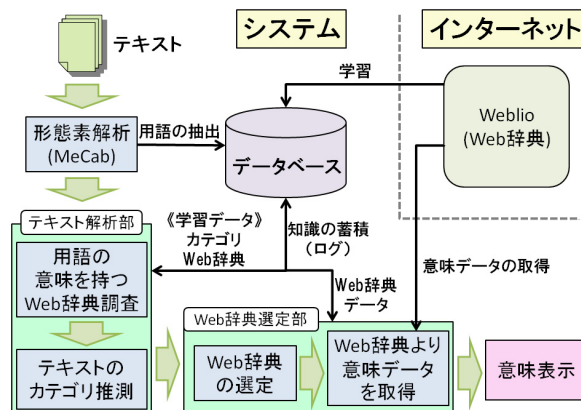 テキスト
システム
インターネット
学習
Weblio
(Web辞典)
形態素解析
(MeCab)
用語の抽出
データベース
テキスト解析部
《学習データ》
カテゴリ
Web辞典
知識の蓄積
(ログ)
意味データの取得
用語の
意味を持つ
Web辞典調査
Web辞典
データ
Web辞典選定部
テキストの
カテゴリ推測
Web辞典
の選定
Web辞典より
意味データ
を取得
意味表示